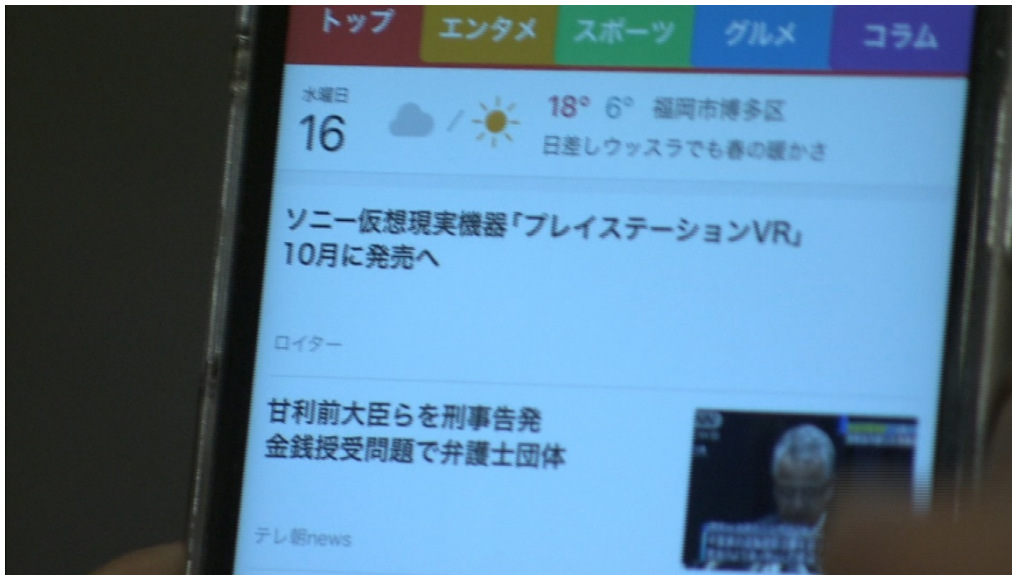 トップ エンタメ スポーツ グルメ コラム
水曜日
16
18° 6° 福岡市博多区
日差しウッスラでも春の暖かさ
ソニー仮想現実機器「プレイステーションVR」
10月に発売へ
ロイター
甘利前大臣らを刑事告発
金銭授受問題で弁護士団体
テレ朝news